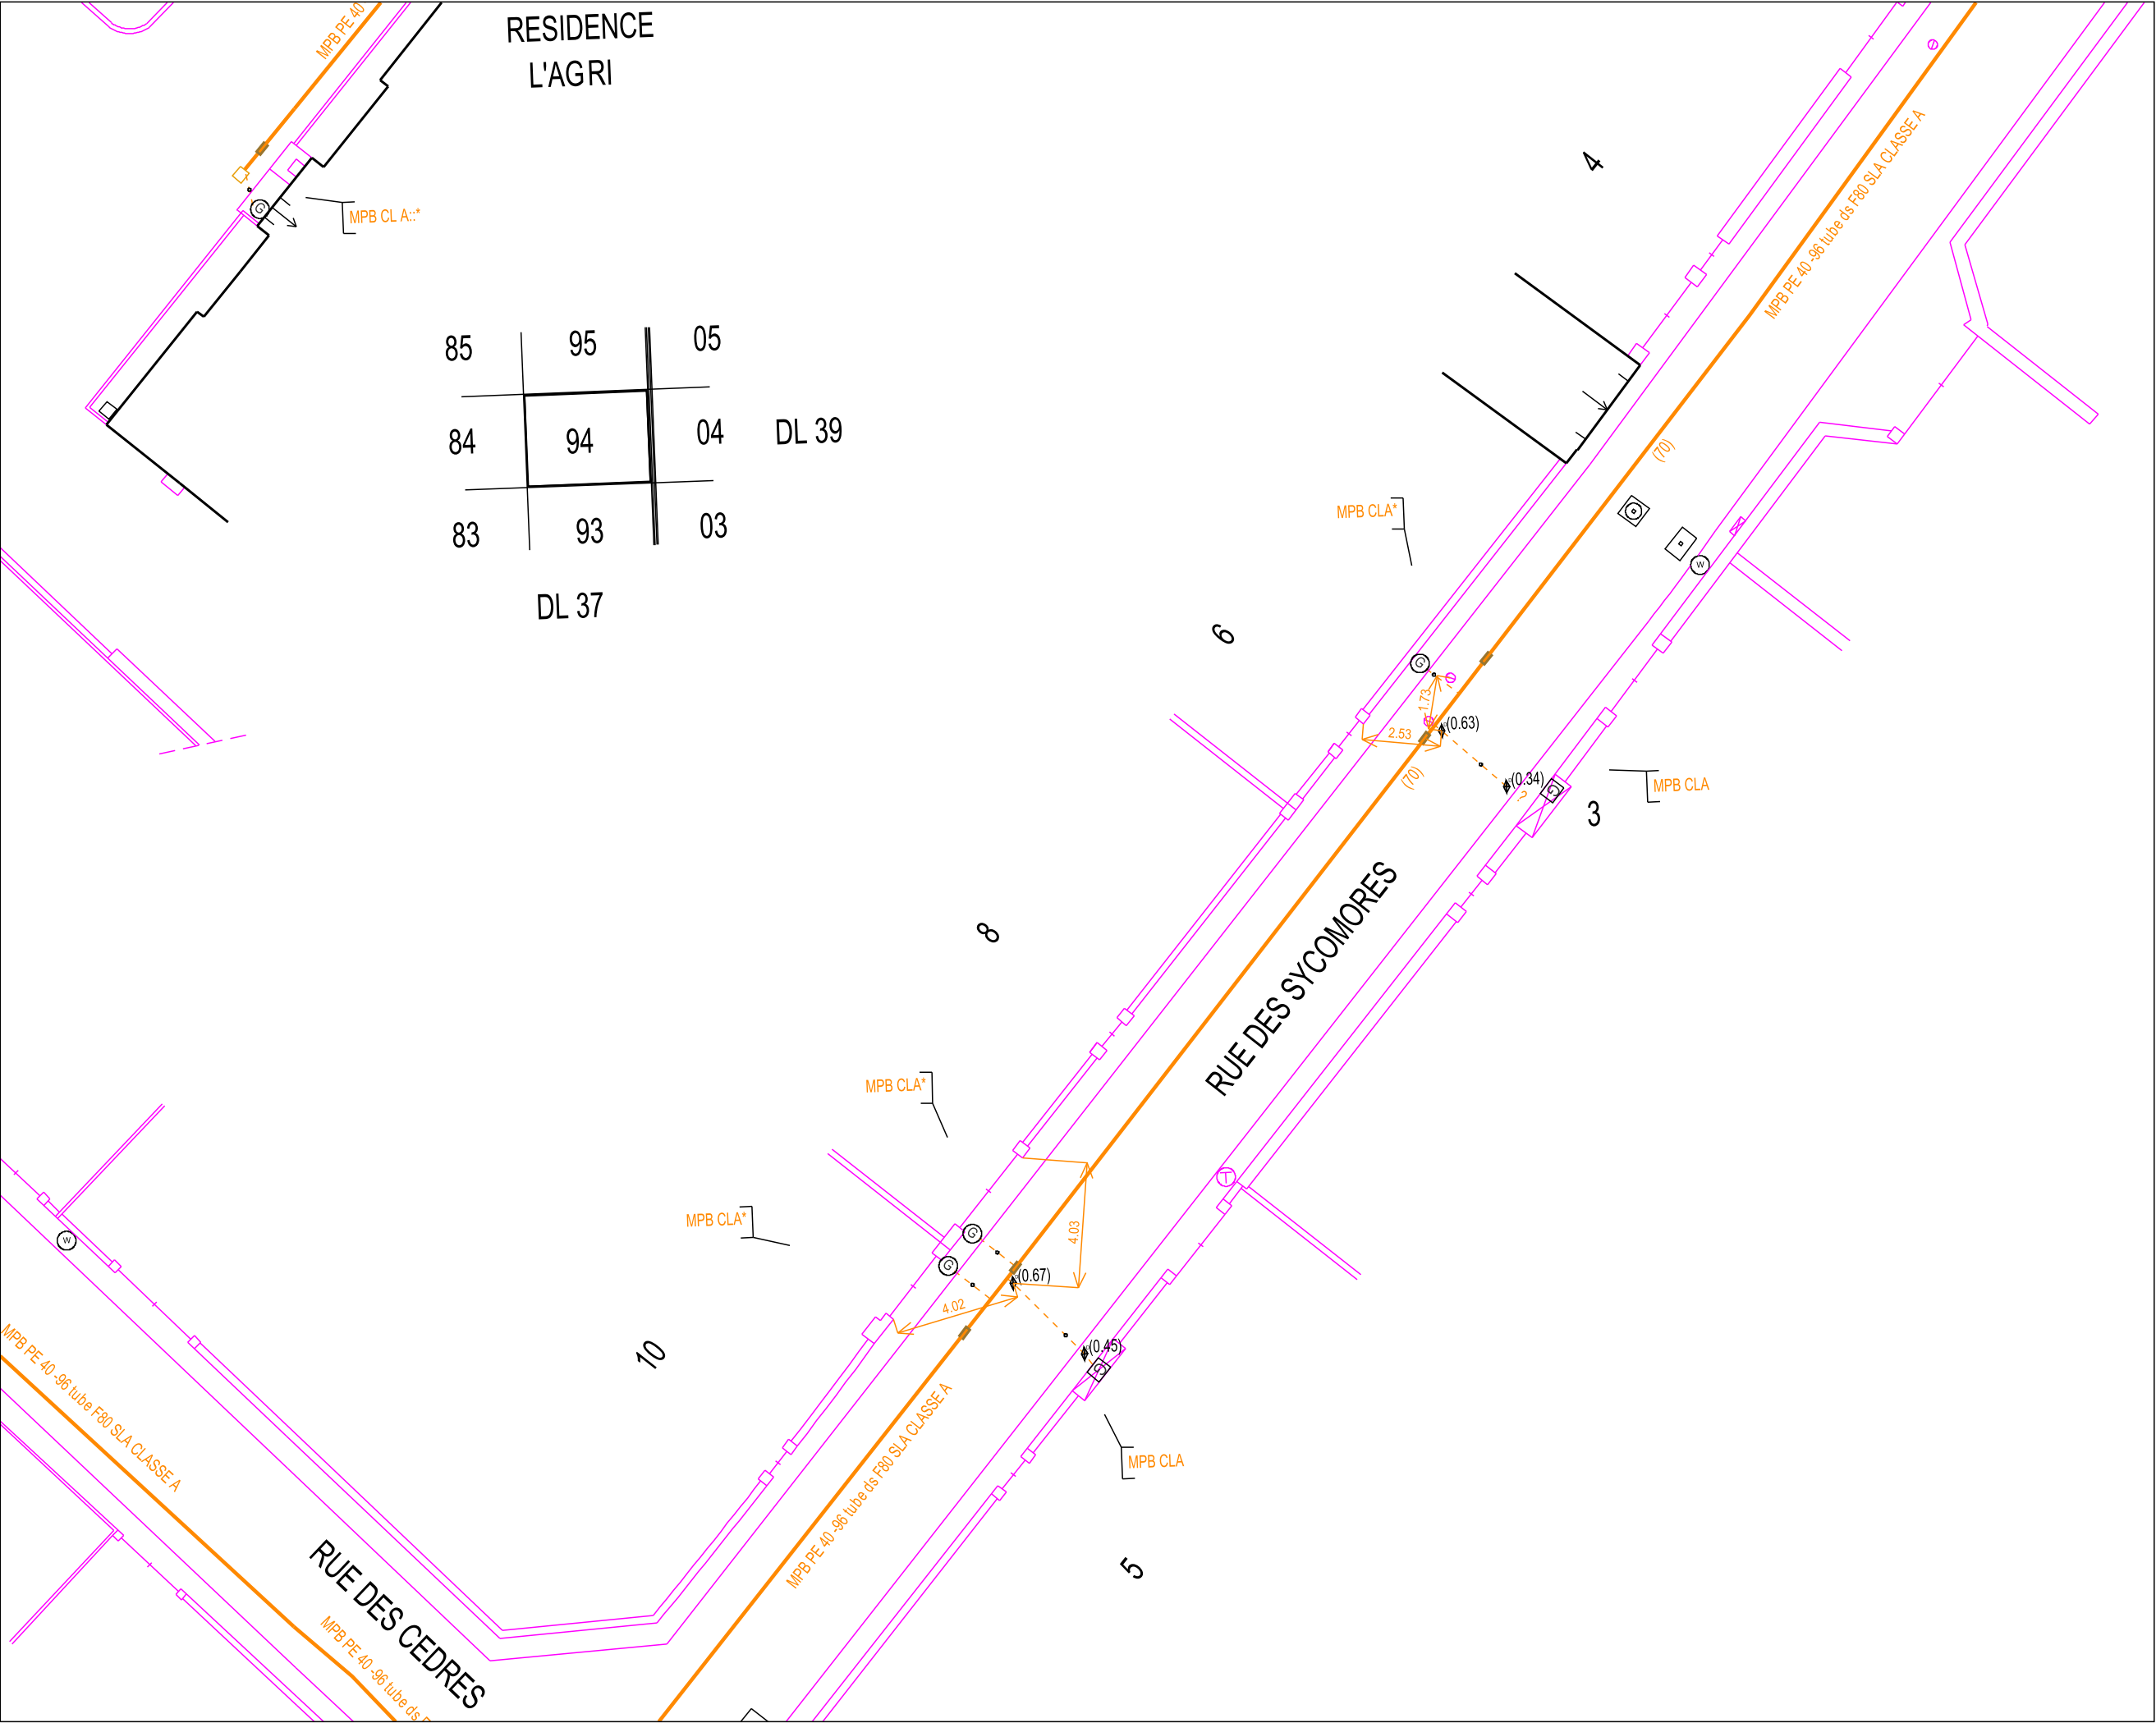 MPB PE 40
RESIDENCE
L'AGRI
G
MPB CL A::*
85 95 05
84 94 04 DL 39
83 93 03
DL 37
4
MPB PE 40 -96 tube ds F80 SLA CLASSE A
(70)
W
MPB CLA*
6
G
1.73
2.53
(0.63)
(70)
(0.34)
?
G
MPB CLA
3
RUE DES SYCOMORES
8
MPB CLA*
T
MPB CLA*
G
G
4.03
(0.67)
4.02
(0.45)
G
10
W
MPB CLA
MPB PE 40 -96 tube ds F80 SLA CLASSE A
5
MPB PE 40 -96 tube F80 SLA CLASSE A
RUE DES CEDRES
MPB PE 40 -96 tube ds